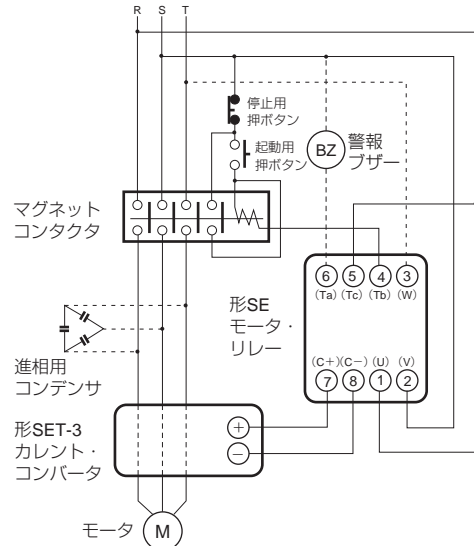 R S T
停止用
押ボタン
起動用
押ボタン
BZ
警報
ブザー
マグネット
コンタクタ
6 5 4 3
(Ta) (Tc) (Tb) (W)
形SE
モータ・
リレー
(C+) (C−) (U) (V)
7 8 1 2
進相用
コンデンサ
形SET-3
カレント・
コンバータ
+
−
モータ
M